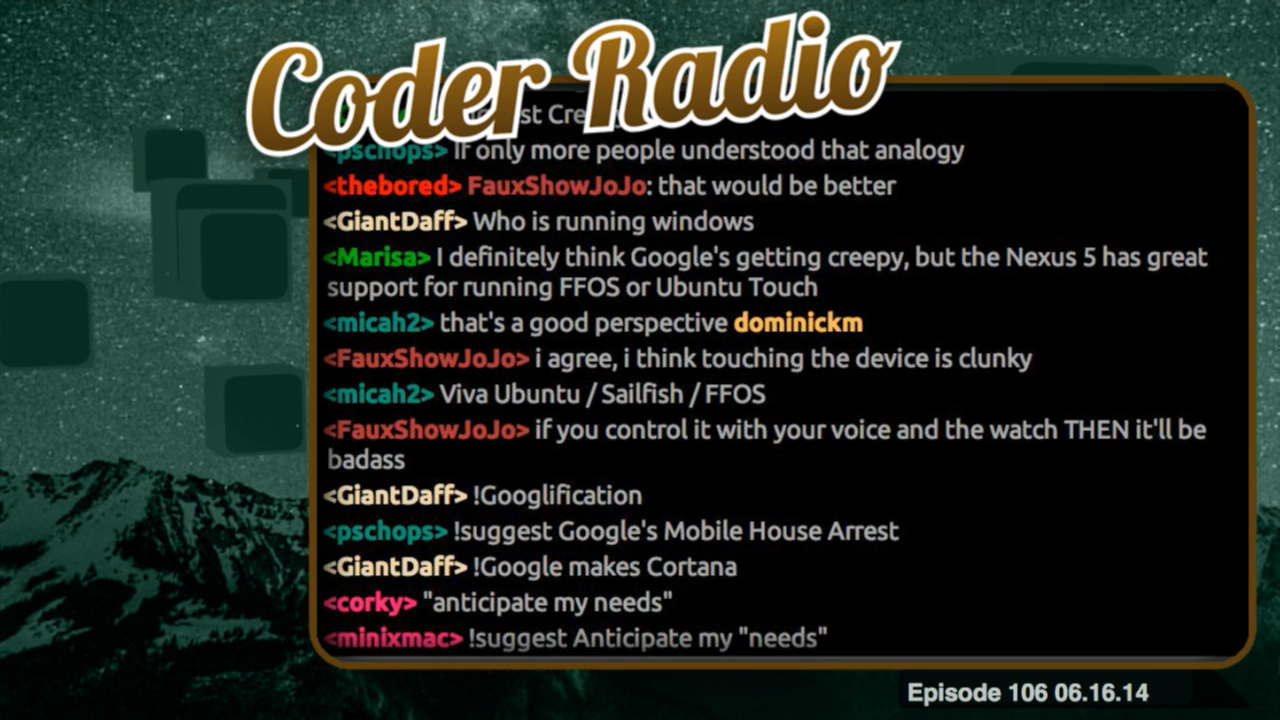 Coder Radio
st Cre
<pschops> If only more people understood that analogy
<thebored> FauxShowJoJo: that would be better
<GiantDaff> Who is running windows
<Marisa> I definitely think Google's getting creepy, but the Nexus 5 has great
support for running FFOS or Ubuntu Touch
<micah2> that's a good perspective dominickm
<FauxShowJoJo> i agree, i think touching the device is clunky
<micah2> Viva Ubuntu / Sailfish / FFOS
<FauxShowJoJo> if you control it with your voice and the watch THEN it'll be
badass
<GiantDaff> !Googlification
<pschops> !suggest Google's Mobile House Arrest
<GiantDaff> !Google makes Cortana
<corky> "anticipate my needs"
<minixmac> !suggest Anticipate my "needs"
Episode 106 06.16.14